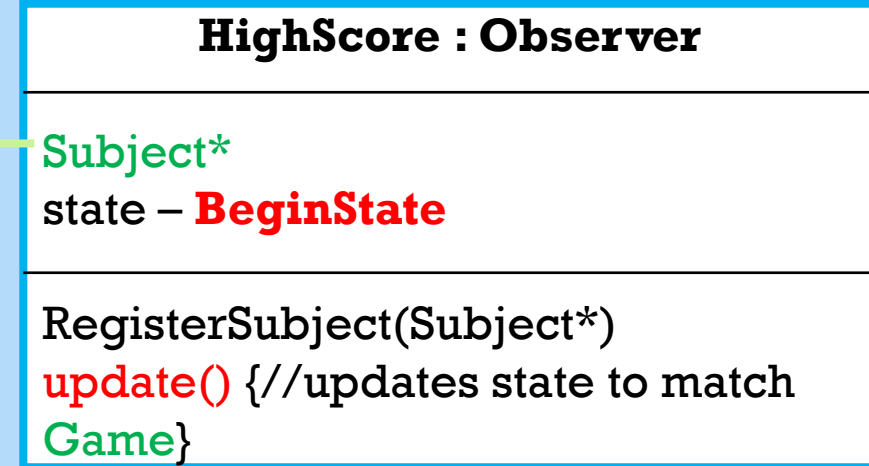 HighScore : Observer
Subject*
state – BeginState
RegisterSubject(Subject*)
update() {//updates state to match
Game}